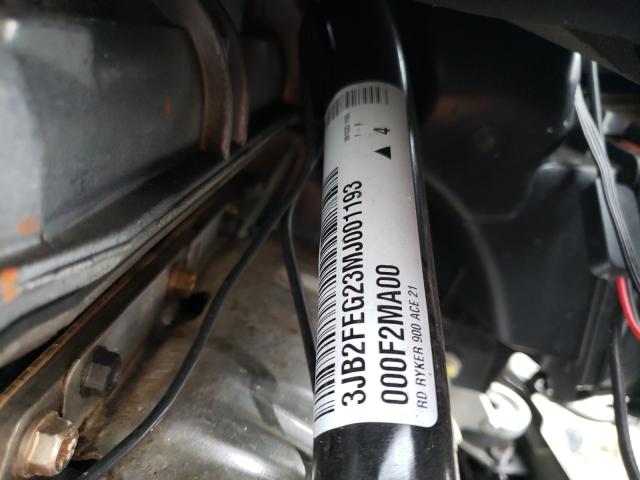 3JB2FEG23MJ001193
000F2MA00
RD RYKER 900 ACE 21
▲ 4